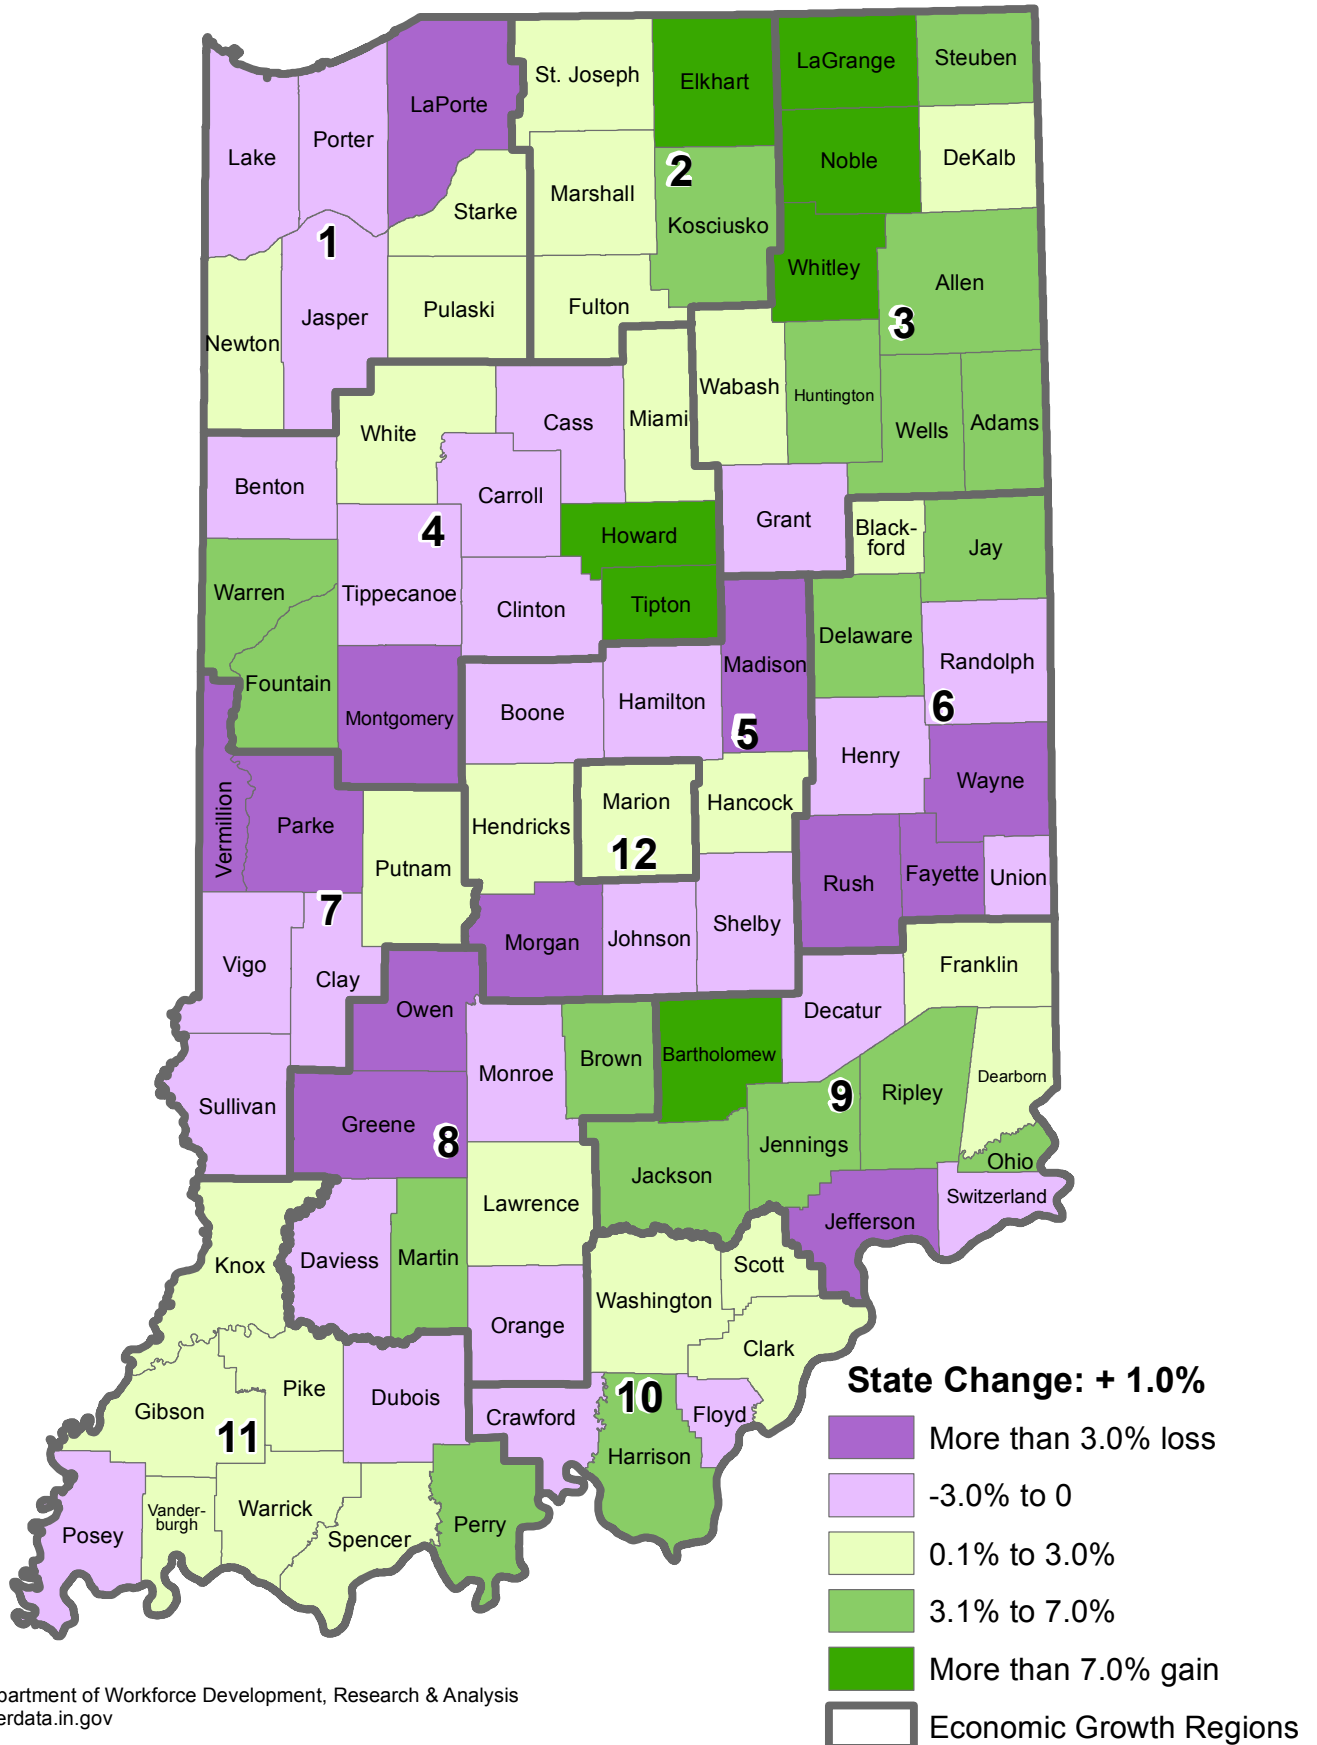 LaGrange
Steuben
St. Joseph
Elkhart
LaPorte
Porter
Lake
Noble
DeKalb
2
Marshall
Starke
Kosciusko
1
Whitley
Allen
Pulaski
Fulton
Jasper
3
Newton
Wabash
Huntington
Miami
Cass
White
Wells
Adams
Benton
Carroll
Grant
4
Howard
Black-
ford
Jay
Warren
Tippecanoe
Clinton
Tipton
Delaware
Madison
Randolph
Fountain
Hamilton
6
Boone
Montgomery
5
Henry
Wayne
Marion
Hancock
Vermillion
Parke
Hendricks
12
Putnam
Rush
Fayette
Union
7
Shelby
Morgan
Johnson
Vigo
Clay
Franklin
Owen
Decatur
Brown
Bartholomew
Monroe
Dearborn
9
Ripley
Sullivan
Greene
8
Jennings
Ohio
Jackson
Switzerland
Lawrence
Jefferson
Knox
Daviess
Martin
Scott
Washington
Orange
Clark
Pike
Dubois
10
Gibson
11
Crawford
Floyd
Harrison
Posey
Vander-
burgh
Warrick
Spencer
Perry
State Change: + 1.0%
More than 3.0% loss
-3.0% to 0
0.1% to 3.0%
3.1% to 7.0%
More than 7.0% gain
Economic Growth Regions
partment of Workforce Development, Research & Analysis
erdata.in.gov